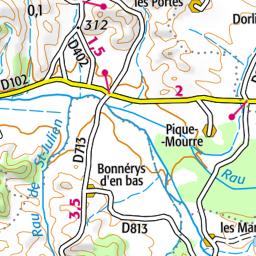 les Portes
0,1
312
Dorli
1,5
D402
D102
2
Pique-
-Mourre
D713
Rau de St-Julien
Bonnérys
d'en bas
Rau
3,5
D813
les Mar